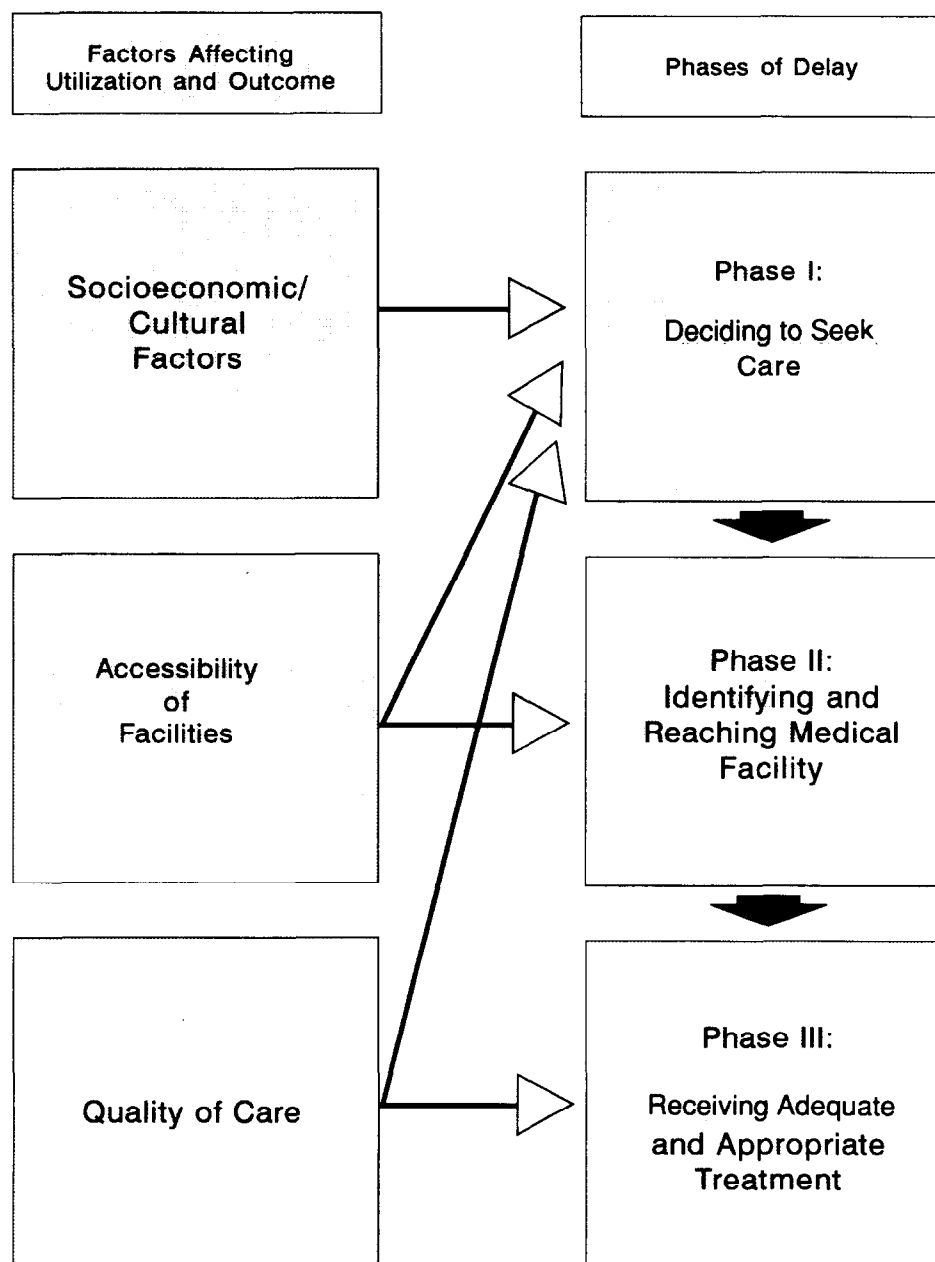 Factors Affecting
Utilization and Outcome
Phases of Delay
Socioeconomic/
Cultural
Factors
Phase I:
Deciding to Seek
Care
Accessibility
of
Facilities
Phase II:
Identifying and
Reaching Medical
Facility
Quality of Care
Phase III:
Receiving Adequate
and Appropriate
Treatment